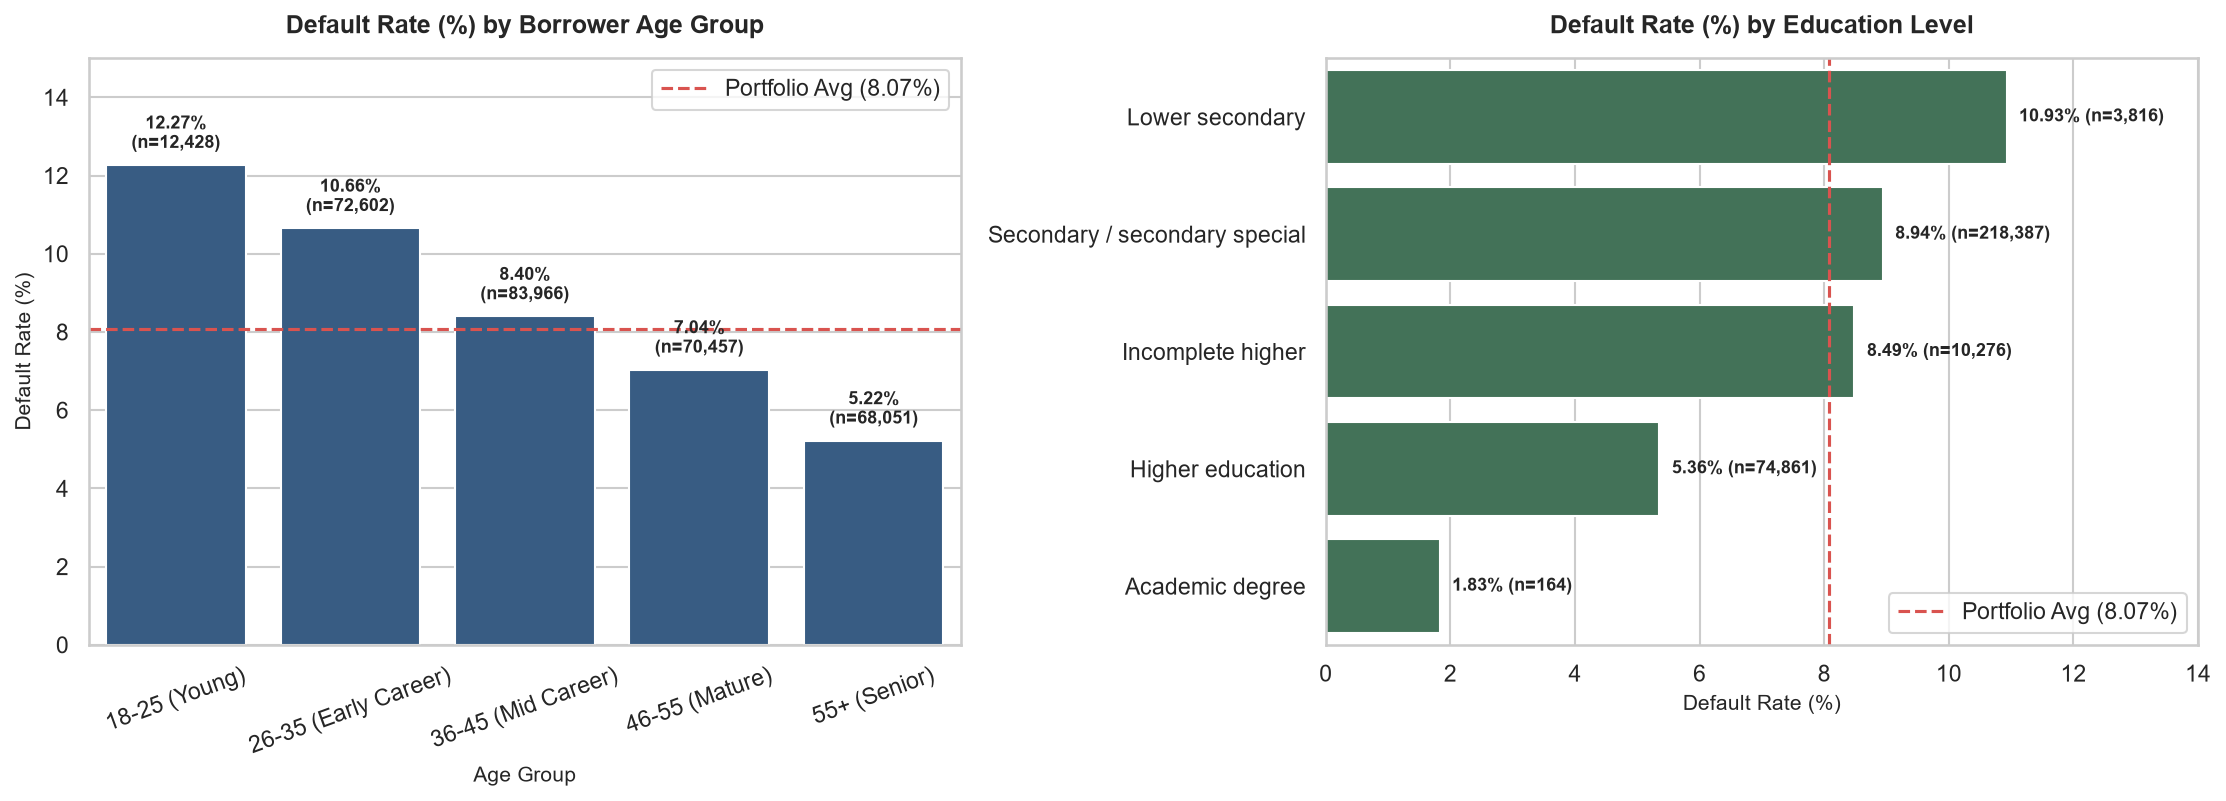 Default Rate (%) by Borrower Age Group
Portfolio Avg (8.07%)
14
12
10
8
6
4
2
0
Default Rate (%)
12.27%
(n=12,428)
10.66%
(n=72,602)
8.40%
(n=83,966)
7.04%
(n=70,457)
5.22%
(n=68,051)
18-25 (Young)
26-35 (Early Career)
36-45 (Mid Career)
46-55 (Mature)
55+ (Senior)
Age Group
Default Rate (%) by Education Level
Lower secondary
10.93% (n=3,816)
Secondary / secondary special
8.94% (n=218,387)
Incomplete higher
8.49% (n=10,276)
Higher education
5.36% (n=74,861)
Academic degree
1.83% (n=164)
Portfolio Avg (8.07%)
0 2 4 6 8 10 12 14
Default Rate (%)